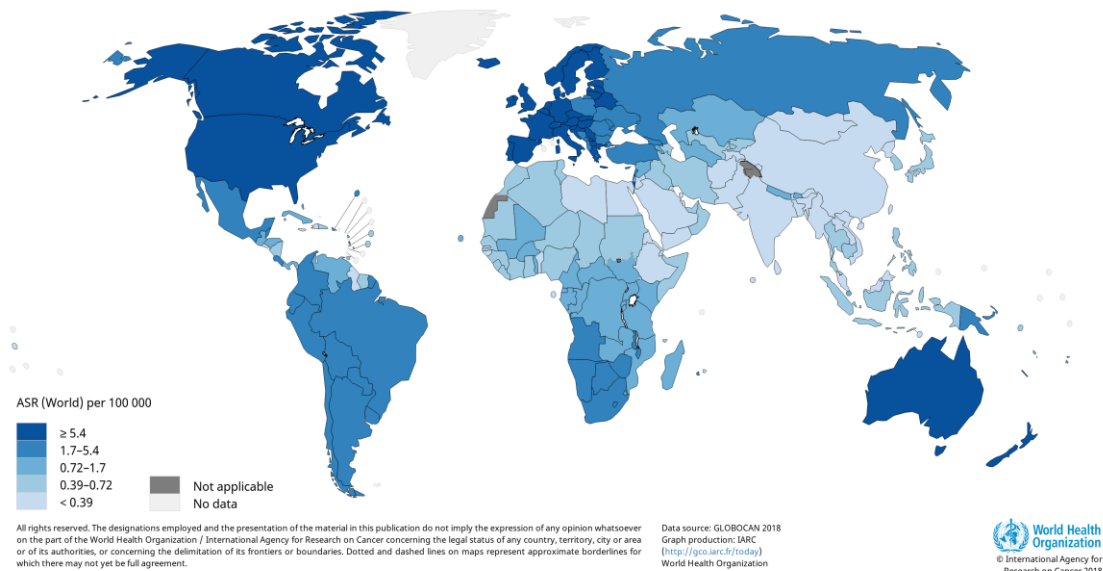 ASR (World) per 100 000
≥ 5.4
1.7–5.4
0.72–1.7
0.39–0.72
< 0.39
Not applicable
No data
All rights reserved. The designations employed and the presentation of the material in this publication do not imply the expression of any opinion whatsoever
on the part of the World Health Organization / International Agency for Research on Cancer concerning the legal status of any country, territory, city or area
or of its authorities, or concerning the delimitation of its frontiers or boundaries. Dotted and dashed lines on maps represent approximate borderlines for
which there may not yet be full agreement.
Data source: GLOBOCAN 2018
Graph production: IARC
(http://gco.iarc.fr/today)
World Health Organization
World Health
Organization
© International Agency for
Research on Cancer 2018